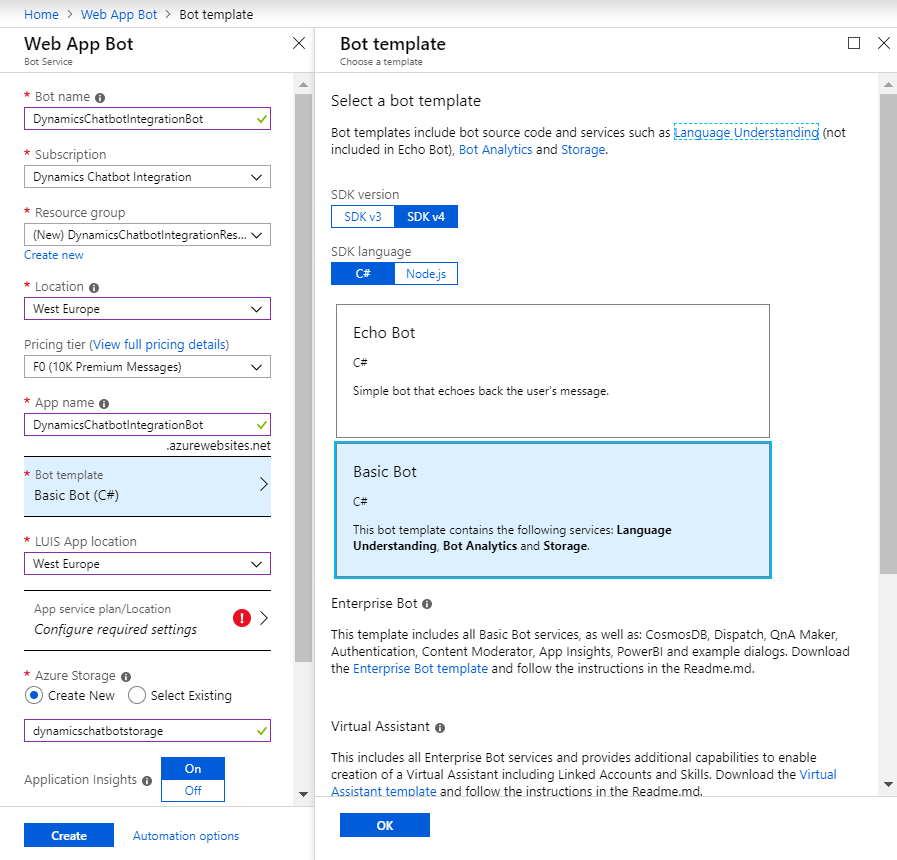 Home > Web App Bot > Bot template
Web App Bot
Bot Service
* Bot name
DynamicsChatbotIntegrationBot
* Subscription
Dynamics Chatbot Integration
* Resource group
(New) DynamicsChatbotIntegrationRes...
Create new
* Location
West Europe
Pricing tier (View full pricing details)
F0 (10K Premium Messages)
* App name
DynamicsChatbotIntegrationBot
.azurewebsites.net
* Bot template
Basic Bot (C#)
* LUIS App location
West Europe
App service plan/Location
Configure required settings
* Azure Storage
Create New Select Existing
dynamicschatbotstorage
Application Insights
On
Off
Create Automation options
Bot template
Choose a template
Select a bot template
Bot templates include bot source code and services such as Language Understanding (not
included in Echo Bot), Bot Analytics and Storage.
SDK version
SDK v3 SDK v4
SDK language
C# Node.js
Echo Bot
C#
Simple bot that echoes back the user's message.
Basic Bot
C#
This bot template contains the following services: Language
Understanding, Bot Analytics and Storage.
Enterprise Bot
This template includes all Basic Bot services, as well as: CosmosDB, Dispatch, QnA Maker,
Authentication, Content Moderator, App Insights, PowerBI and example dialogs. Download
the Enterprise Bot template and follow the instructions in the Readme.md.
Virtual Assistant
This includes all Enterprise Bot services and provides additional capabilities to enable
creation of a Virtual Assistant including Linked Accounts and Skills. Download the Virtual
Assistant template and follow the instructions in the Readme.md.
OK